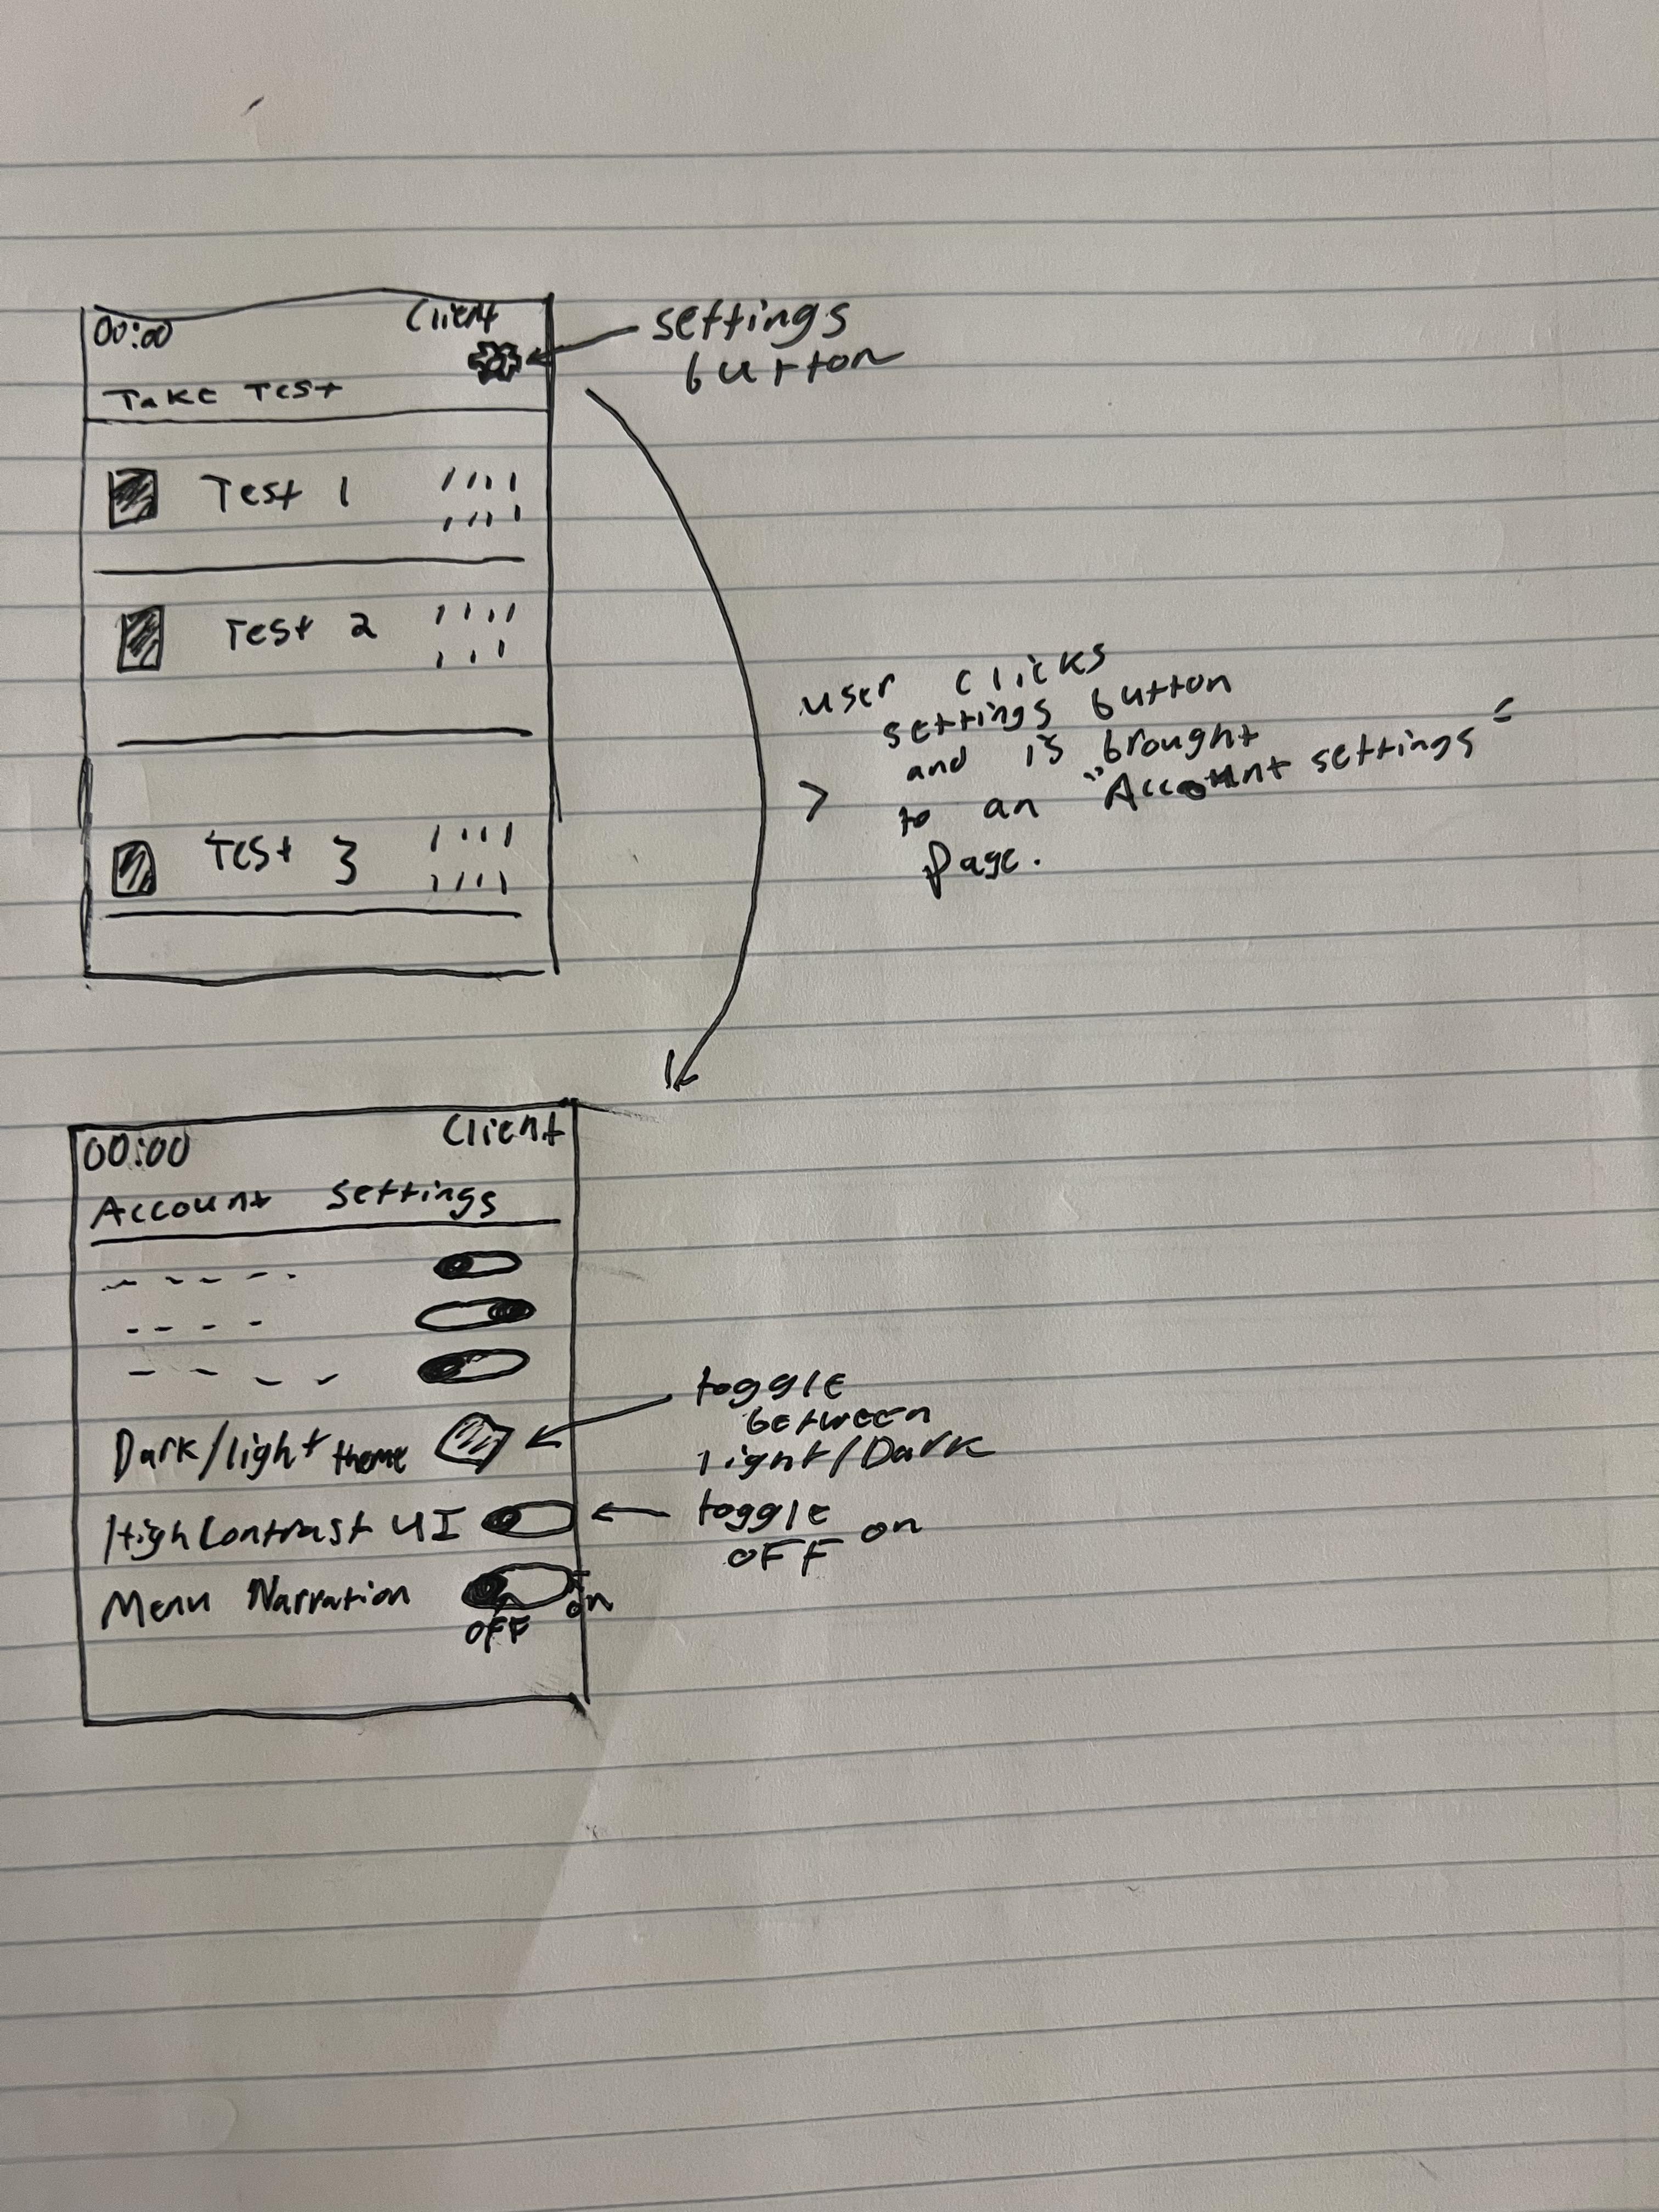 00:00 Client
settings
button
Take Test
Test 1
Test 2
Test 3
user clicks
settings button
and is brought
to an "Account settings"
page.
00:00 Client
Account settings
Dark/light theme
toggle
between
light/Dark
High Contrast UI
toggle
OFF on
Menu Narration
OFF on